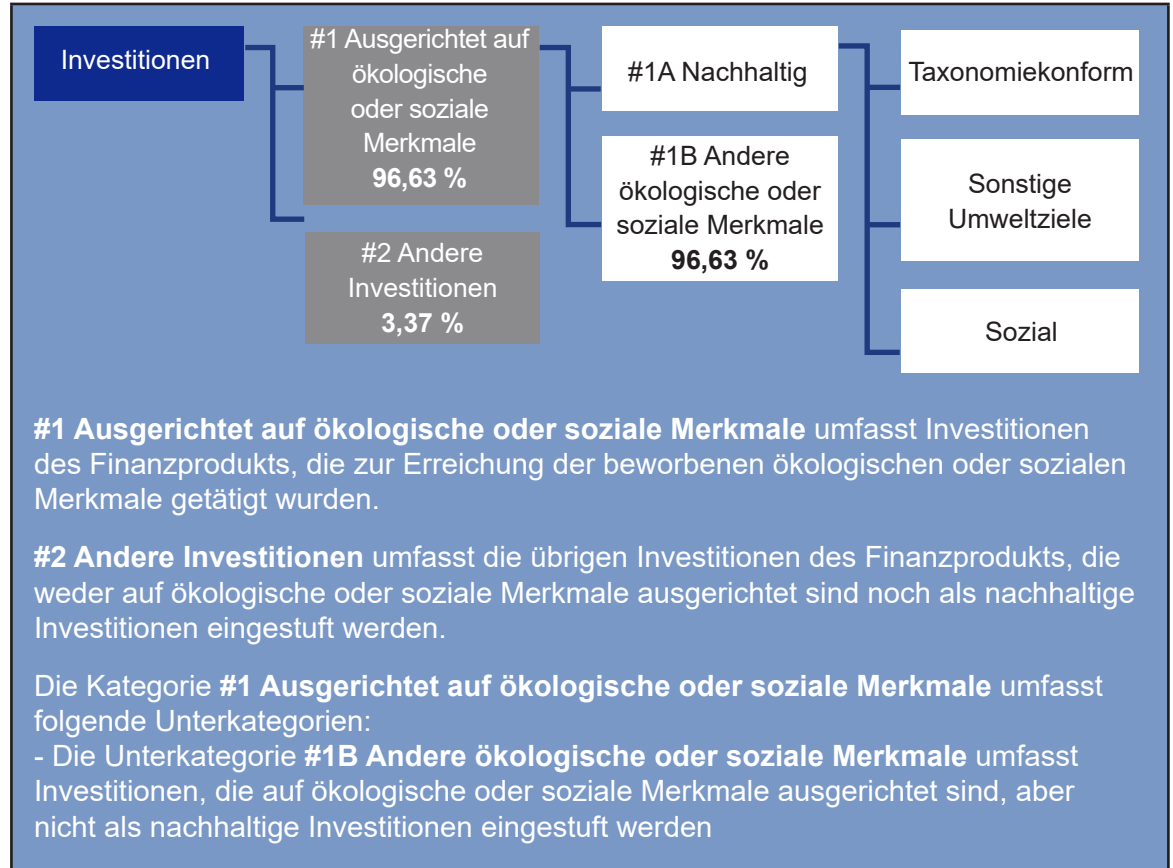 Investitionen
#1 Ausgerichtet auf
ökologische
oder soziale
Merkmale
96,63 %
#2 Andere
Investitionen
3,37 %
#1A Nachhaltig
#1B Andere
ökologische oder
soziale Merkmale
96,63 %
Taxonomiekonform
Sonstige
Umweltziele
Sozial
#1 Ausgerichtet auf ökologische oder soziale Merkmale umfasst Investitionen
des Finanzprodukts, die zur Erreichung der beworbenen ökologischen oder sozialen
Merkmale getätigt wurden.
#2 Andere Investitionen umfasst die übrigen Investitionen des Finanzprodukts, die
weder auf ökologische oder soziale Merkmale ausgerichtet sind noch als nachhaltige
Investitionen eingestuft werden.
Die Kategorie #1 Ausgerichtet auf ökologische oder soziale Merkmale umfasst
folgende Unterkategorien:
- Die Unterkategorie #1B Andere ökologische oder soziale Merkmale umfasst
Investitionen, die auf ökologische oder soziale Merkmale ausgerichtet sind, aber
nicht als nachhaltige Investitionen eingestuft werden